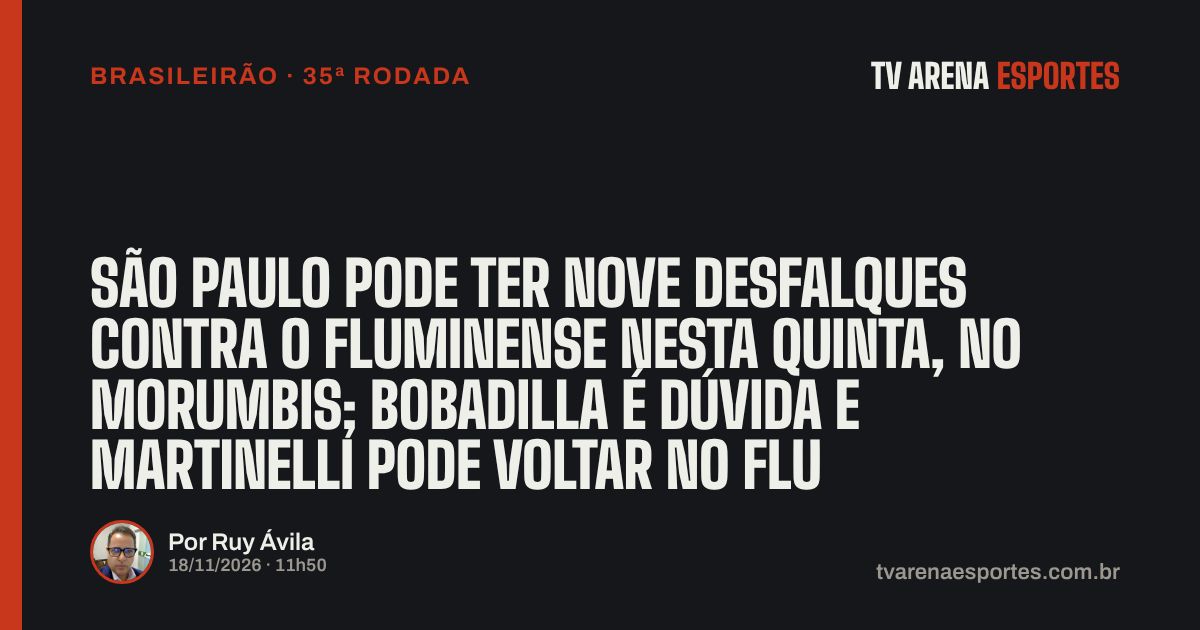 BRASILEIRÃO · 35ª RODADA
TV ARENA ESPORTES
SÃO PAULO PODE TER NOVE DESFALQUES
CONTRA O FLUMINENSE NESTA QUINTA, NO
MORUMBIS; BOBADILLA É DÚVIDA E
MARTINELLI PODE VOLTAR NO FLU
Por Ruy Ávila
18/11/2026 · 11h50
tvarenaesportes.com.br